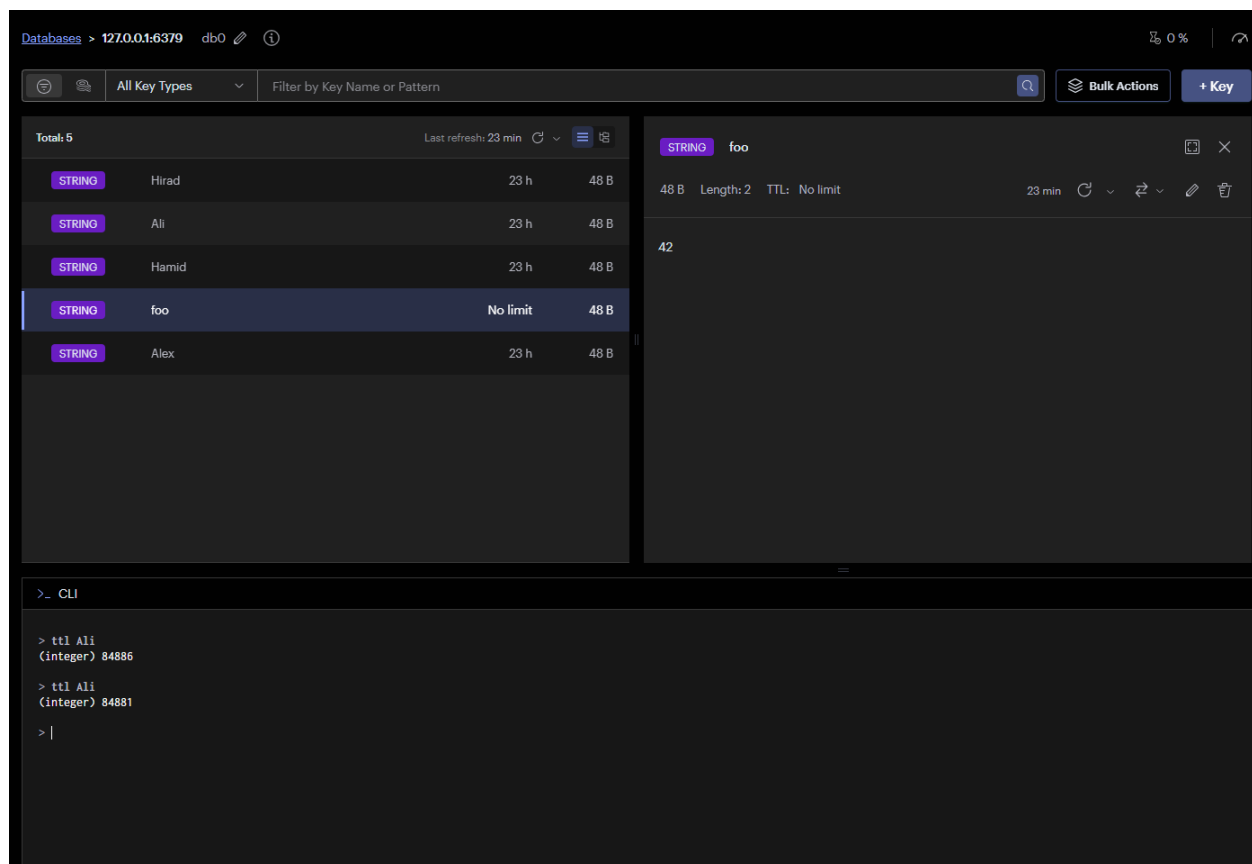 Databases > 127.0.0.1:6379 db0
0 %
All Key Types
Filter by Key Name or Pattern
Bulk Actions
+ Key
Total: 5
Last refresh: 23 min
STRING Hirad 23 h 48 B
STRING Ali 23 h 48 B
STRING Hamid 23 h 48 B
STRING foo No limit 48 B
STRING Alex 23 h 48 B
STRING foo
48 B Length: 2 TTL: No limit 23 min
42
>_ CLI
> ttl Ali
(integer) 84886
> ttl Ali
(integer) 84881
>